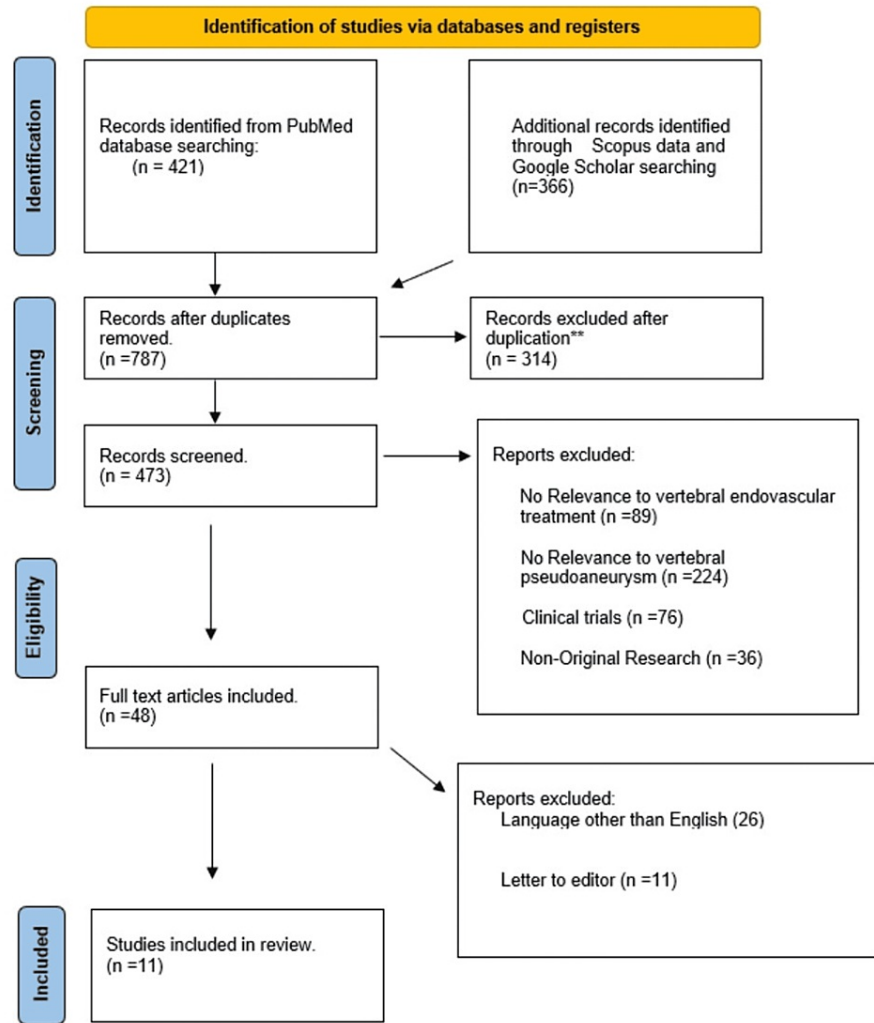 Identification of studies via databases and registers
Identification
Records identified from PubMed
database searching:
(n = 421)
Additional records identified
through Scopus data and
Google Scholar searching
(n=366)
Screening
Records after duplicates
removed.
(n =787)
Records excluded after
duplication**
(n = 314)
Records screened.
(n = 473)
Reports excluded:
No Relevance to vertebral endovascular
treatment (n =89)
No Relevance to vertebral
pseudoaneurysm (n =224)
Clinical trials (n =76)
Non-Original Research (n =36)
Eligibility
Full text articles included.
(n =48)
Reports excluded:
Language other than English (26)
Letter to editor (n =11)
Included
Studies included in review.
(n =11)